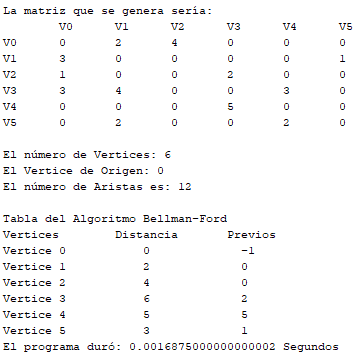 La matriz que se genera sería:
V0 V1 V2 V3 V4 V5
V0 0 2 4 0 0 0
V1 3 0 0 0 0 1
V2 1 0 0 2 0 0
V3 3 4 0 0 3 0
V4 0 0 0 5 0 0
V5 0 2 0 0 2 0
El número de Vertices: 6
El Vertice de Origen: 0
El número de Aristas es: 12
Tabla del Algoritmo Bellman-Ford
Vertices Distancia Previos
Vertice 0 0 -1
Vertice 1 2 0
Vertice 2 4 0
Vertice 3 6 2
Vertice 4 5 5
Vertice 5 3 1
El programa duró: 0.0016875000000000002 Segundos